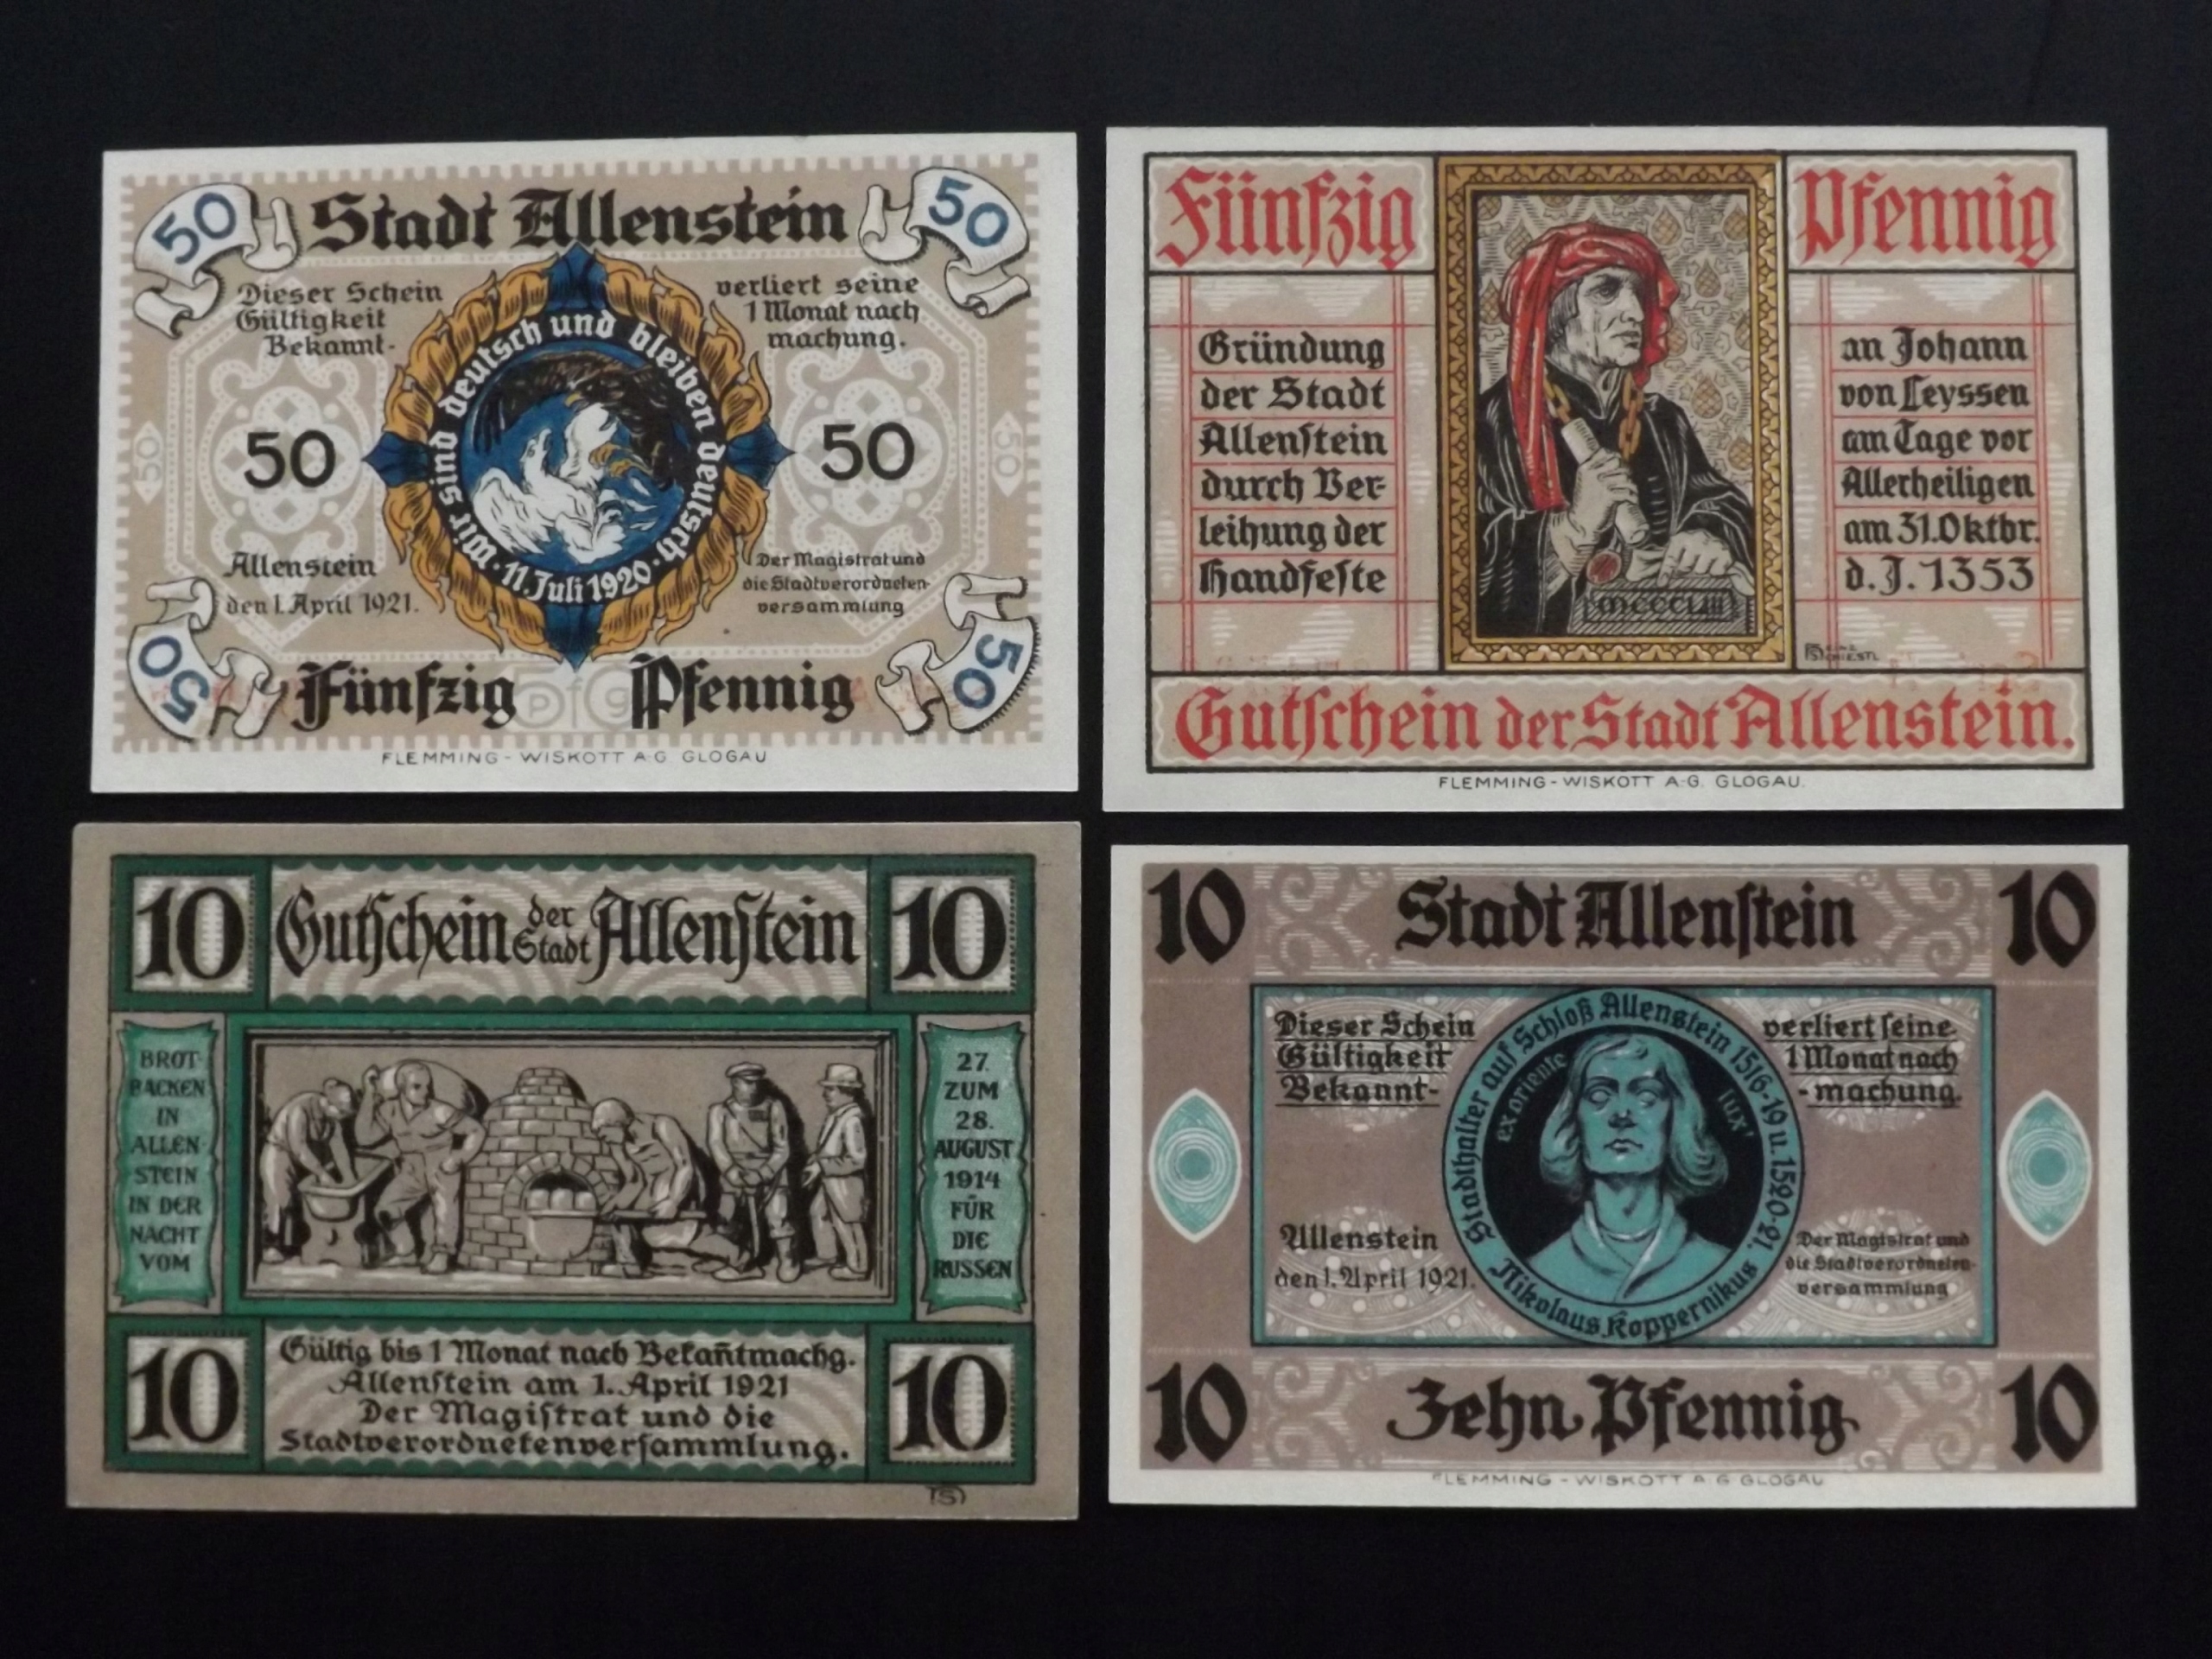 50
Stadt Allenstein
50
Dieser Schein
Gültigkeit
Bekannt-
verliert seine
1 Monat nach
machung.
Wir sind deutsch und bleiben deutsch.
11. Juli 1920
50
50
50
50
Allenstein
den 1. April 1921.
Der Magistrat und
die Stadtverordneten-
versammlung
50
Fünfzig Pfennig
50
Pfg
FLEMMING - WISKOTT A.G. GLOGAU
Fünfzig
Pfennig
Gründung
der Stadt
Allenſtein
durch Ver-
leihung der
Handfeſte
MCCCLIII
an Johann
von Leyssen
am Tage vor
Allerheiligen
am 31. Oktbr.
d. J. 1353
Gutſchein der Stadt Allenstein.
FLEMMING - WISKOTT A.-G. GLOGAU.
10
Gutſchein der Stadt Allenſtein
10
BROT
BACKEN
IN
ALLEN-
STEIN
IN DER
NACHT
VOM
27.
ZUM
28.
AUGUST
1914
FÜR
DIE
RUSSEN
10
Gültig bis 1 Monat nach Bekan̄tmachg.
Allenſtein am 1. April 1921
Der Magiſtrat und die
Stadtverordnetenverſammlung.
10
10
Stadt Allenſtein
10
Dieser Schein
Gültigkeit
Bekannt-
verliert ſeine
1 Monat nach
-machung.
Stadthalter auf Schloß Allenstein 1516-19 u. 1520-21.
Nikolaus Koppernikus
ex oriente
lux
Allenstein
den 1. April 1921.
Der Magistrat und
die Stadtverordneten-
versammlung
10
Zehn Pfennig
10
FLEMMING - WISKOTT A G GLOGAU